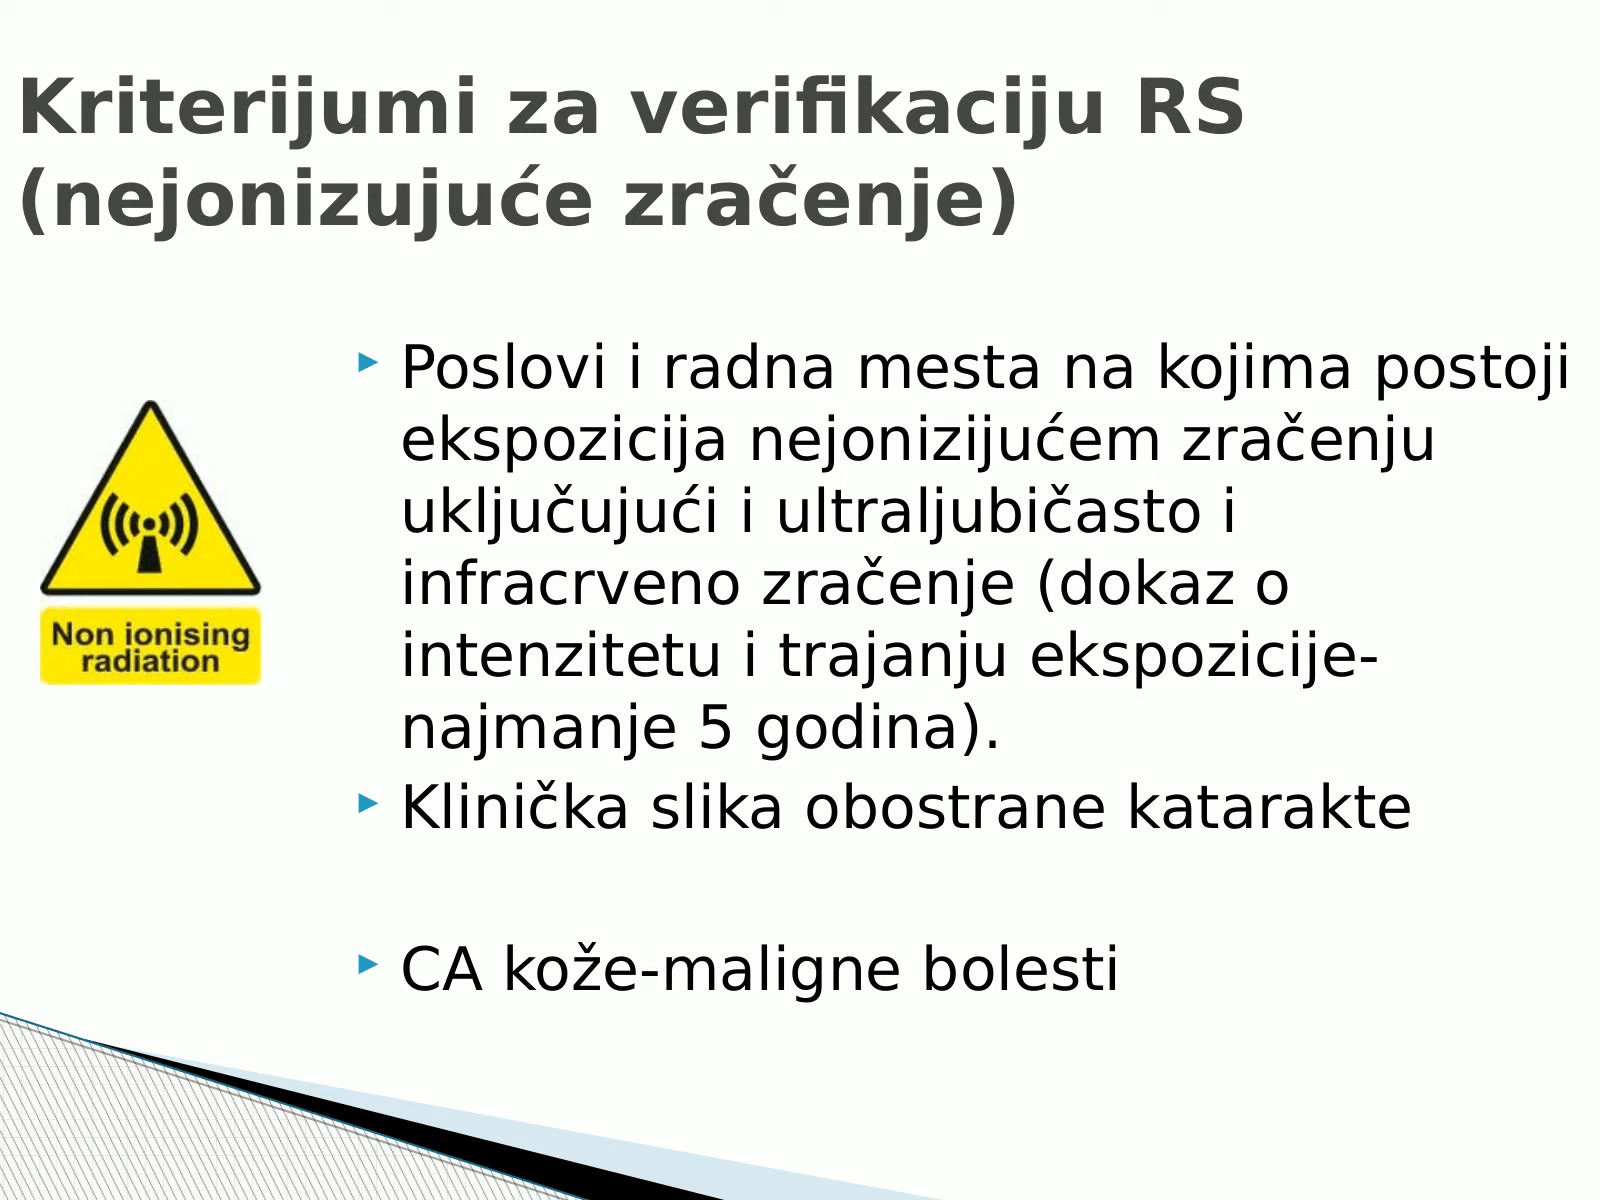 Kriterijumi za verifikaciju RS
(nejonizujuće zračenje)
Non ionising
radiation
▶ Poslovi i radna mesta na kojima postoji
ekspozicija nejonizijućem zračenju
uključujući i ultraljubičasto i
infracrveno zračenje (dokaz o
intenzitetu i trajanju ekspozicije-
najmanje 5 godina).
▶ Klinička slika obostrane katarakte
▶ CA kože-maligne bolesti